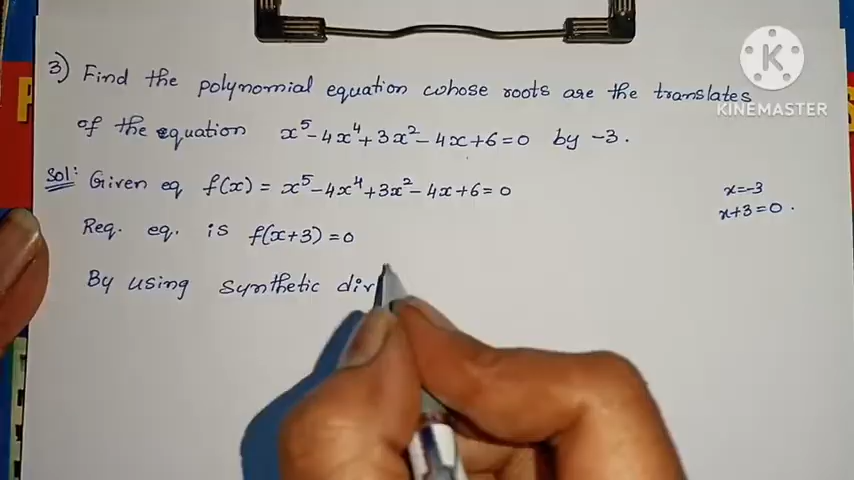 3) Find the polynomial equation whose roots are the translates
of the equation x⁵-4x⁴+3x²-4x+6=0 by -3.
Sol: Given eq f(x) = x⁵-4x⁴+3x²-4x+6=0
x=-3
x+3=0.
Req. eq. is f(x+3)=0
By using synthetic div
K
KINEMASTER